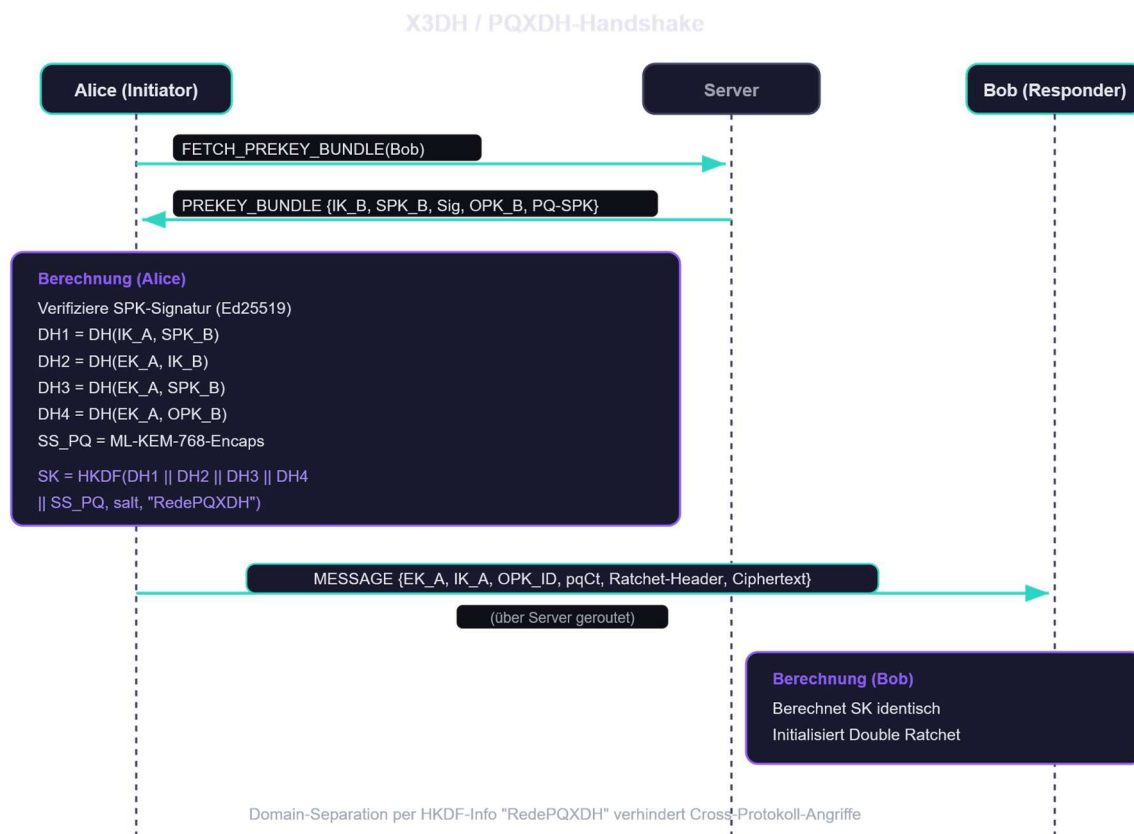 X3DH / PQXDH-Handshake
Alice (Initiator)
Server
Bob (Responder)
FETCH_PREKEY_BUNDLE(Bob)
PREKEY_BUNDLE {IK_B, SPK_B, Sig, OPK_B, PQ-SPK}
Berechnung (Alice)
Verifiziere SPK-Signatur (Ed25519)
DH1 = DH(IK_A, SPK_B)
DH2 = DH(EK_A, IK_B)
DH3 = DH(EK_A, SPK_B)
DH4 = DH(EK_A, OPK_B)
SS_PQ = ML-KEM-768-Encaps
SK = HKDF(DH1 || DH2 || DH3 || DH4
|| SS_PQ, salt, "RedePQXDH")
MESSAGE {EK_A, IK_A, OPK_ID, pqCt, Ratchet-Header, Ciphertext}
(über Server geroutet)
Berechnung (Bob)
Berechnet SK identisch
Initialisiert Double Ratchet
Domain-Separation per HKDF-Info "RedePQXDH" verhindert Cross-Protokoll-Angriffe